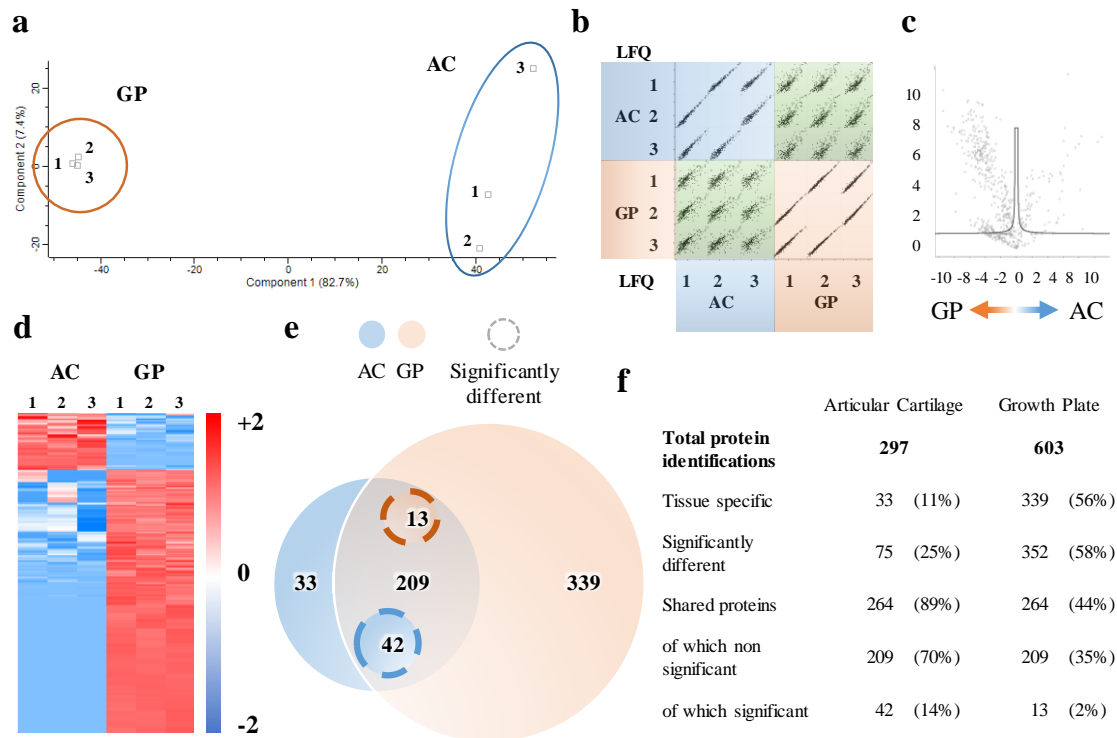 a
GP
AC
Component 2 (7.4%)
20
0
-20
1
2
3
3
1
2
-40
-20
0
20
40
Component 1 (82.7%)
b
LFQ
1
AC 2
3
1
GP 2
3
LFQ 1 2 3 1 2 3
AC GP
c
10
8
6
4
2
0
-10 -8 -6 -4 -2 0 2 4 6 8 10
GP AC
d
AC GP
1 2 3 1 2 3
+2
0
-2
e
AC GP Significantly
different
13
33 209 339
42
f
Articular Cartilage Growth Plate
Total protein
identifications 297 603
Tissue specific 33 (11%) 339 (56%)
Significantly
different 75 (25%) 352 (58%)
Shared proteins 264 (89%) 264 (44%)
of which non
significant 209 (70%) 209 (35%)
of which significant 42 (14%) 13 (2%)